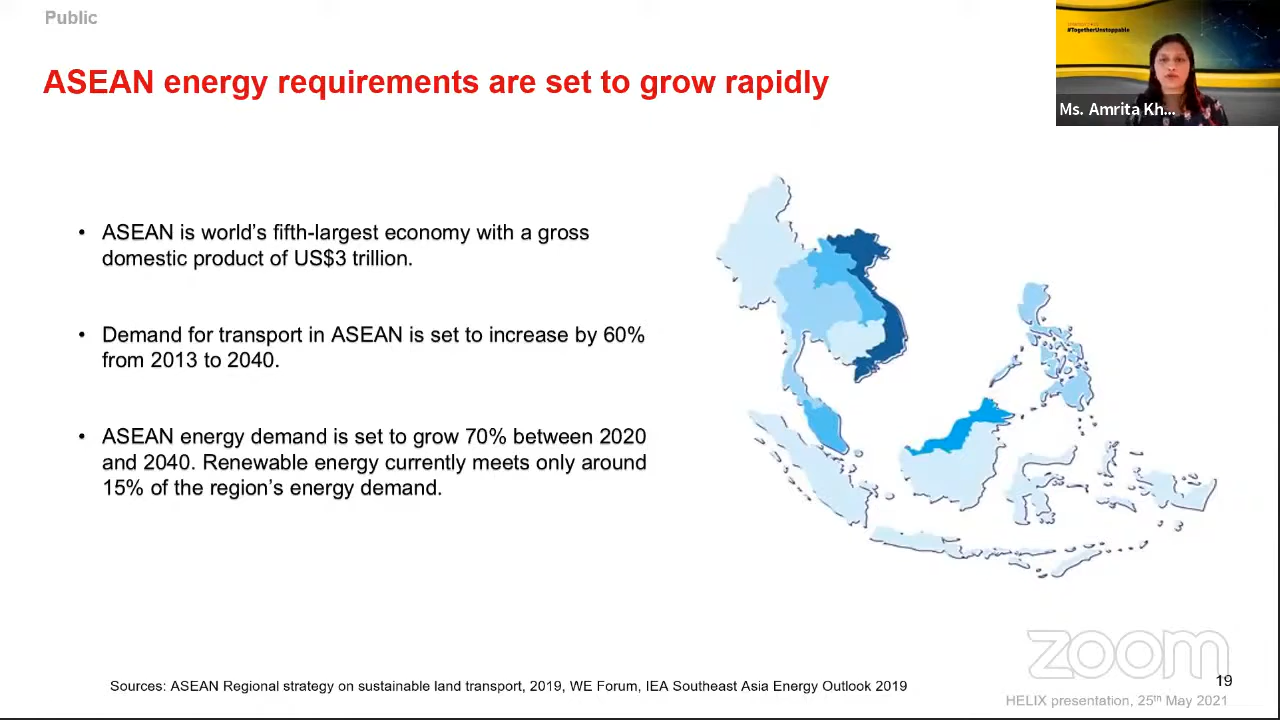 Public
#TogetherUnstoppable
Ms. Amrita Kh...
ASEAN energy requirements are set to grow rapidly
• ASEAN is world's fifth-largest economy with a gross
domestic product of US$3 trillion.
• Demand for transport in ASEAN is set to increase by 60%
from 2013 to 2040.
• ASEAN energy demand is set to grow 70% between 2020
and 2040. Renewable energy currently meets only around
15% of the region's energy demand.
zoom
19
Sources: ASEAN Regional strategy on sustainable land transport, 2019, WE Forum, IEA Southeast Asia Energy Outlook 2019
HELIX presentation, 25th May 2021